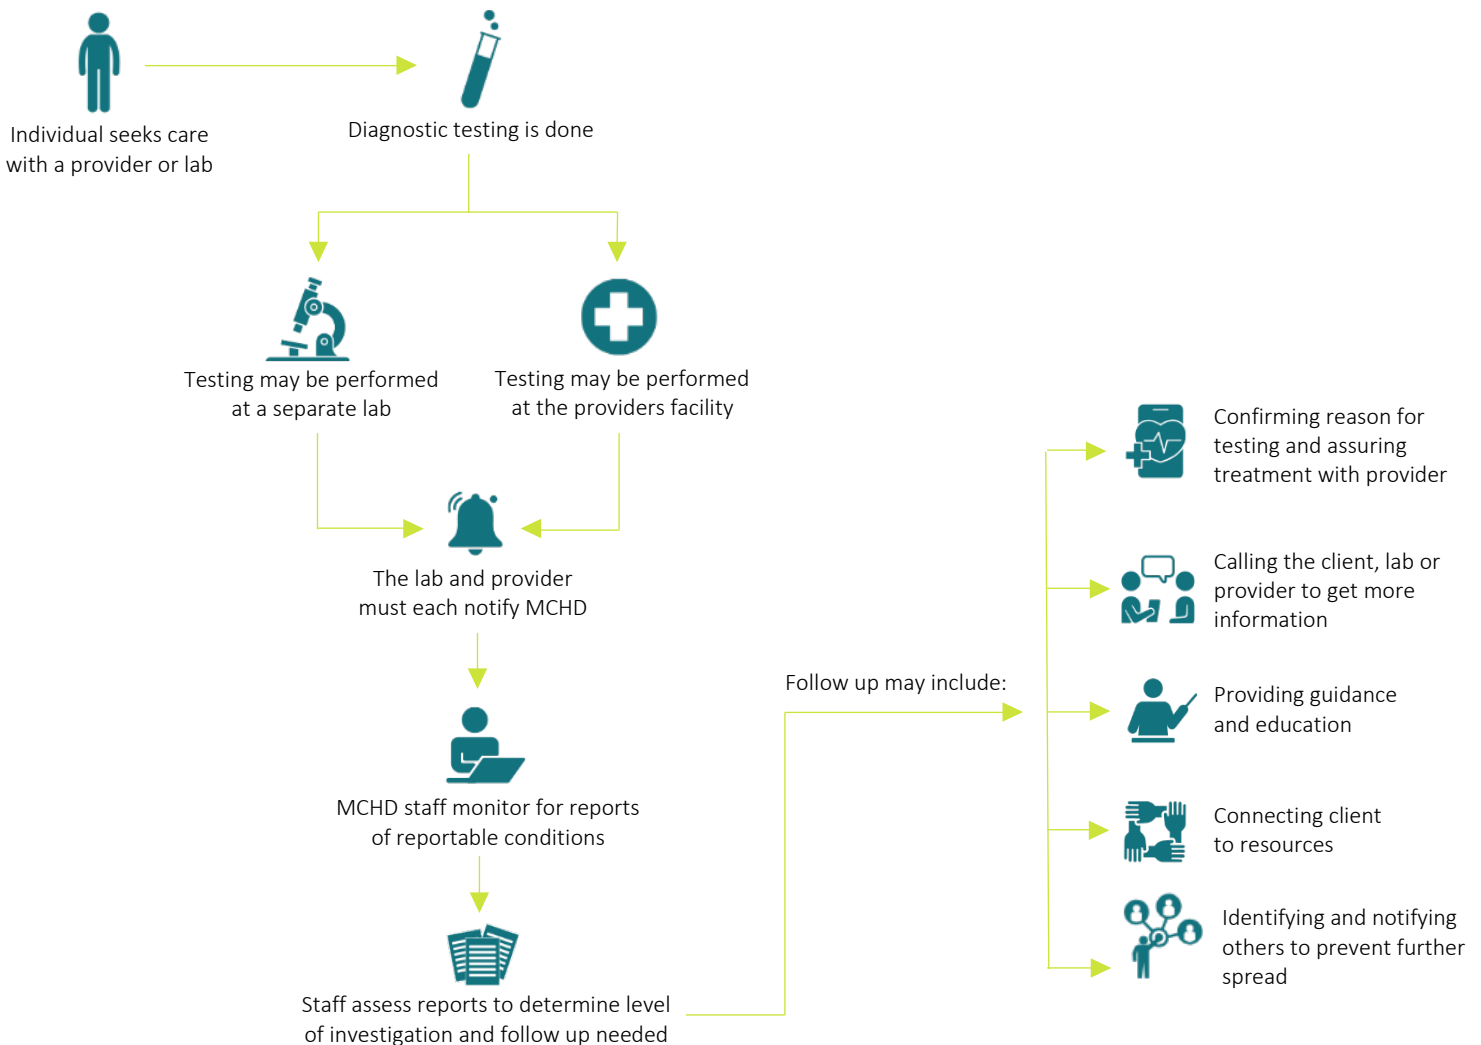 Individual seeks care
with a provider or lab
Diagnostic testing is done
Testing may be performed
at a separate lab
Testing may be performed
at the providers facility
The lab and provider
must each notify MCHD
MCHD staff monitor for reports
of reportable conditions
Staff assess reports to determine level
of investigation and follow up needed
Follow up may include:
Confirming reason for
testing and assuring
treatment with provider
Calling the client, lab or
provider to get more
information
Providing guidance
and education
Connecting client
to resources
Identifying and notifying
others to prevent further
spread